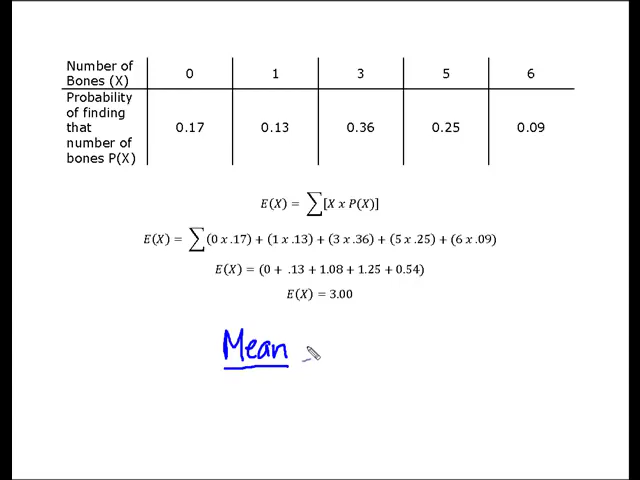 Number of Bones (X) 0 1 3 5 6
Probability of finding that number of bones P(X) 0.17 0.13 0.36 0.25 0.09
E(X) = ∑[X x P(X)]
E(X) = ∑(0 x .17) + (1 x .13) + (3 x .36) + (5 x .25) + (6 x .09)
E(X) = (0 + .13 + 1.08 + 1.25 + 0.54)
E(X) = 3.00
Mean